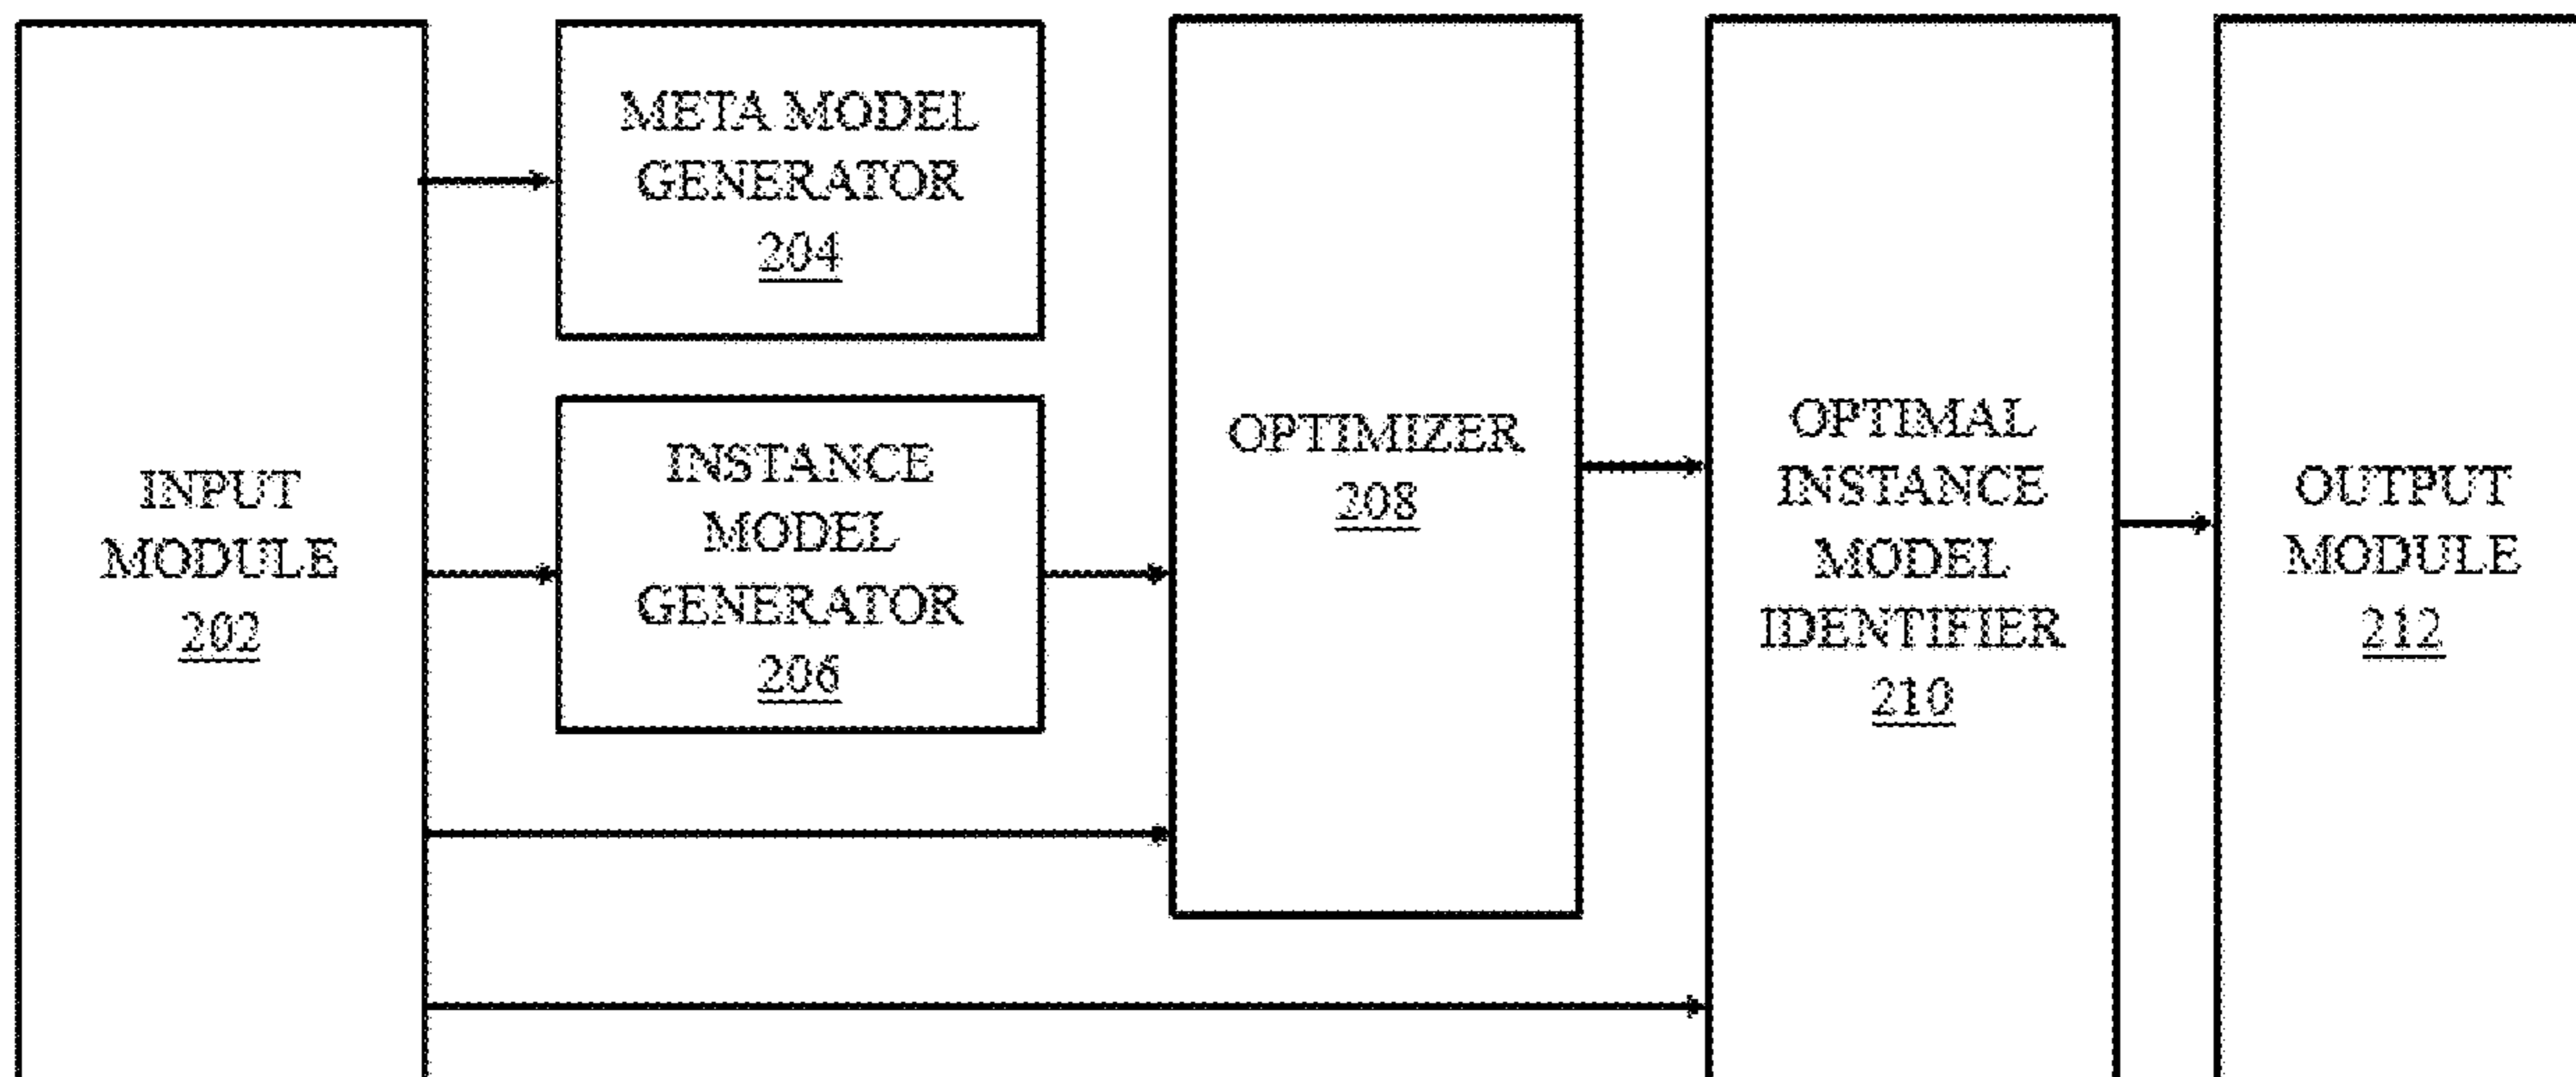 INPUT
MODULE
202
META MODEL
GENERATOR
204
INSTANCE
MODEL
GENERATOR
206
OPTIMIZER
208
OPTIMAL
INSTANCE
MODEL
IDENTIFIER
210
OUTPUT
MODULE
212